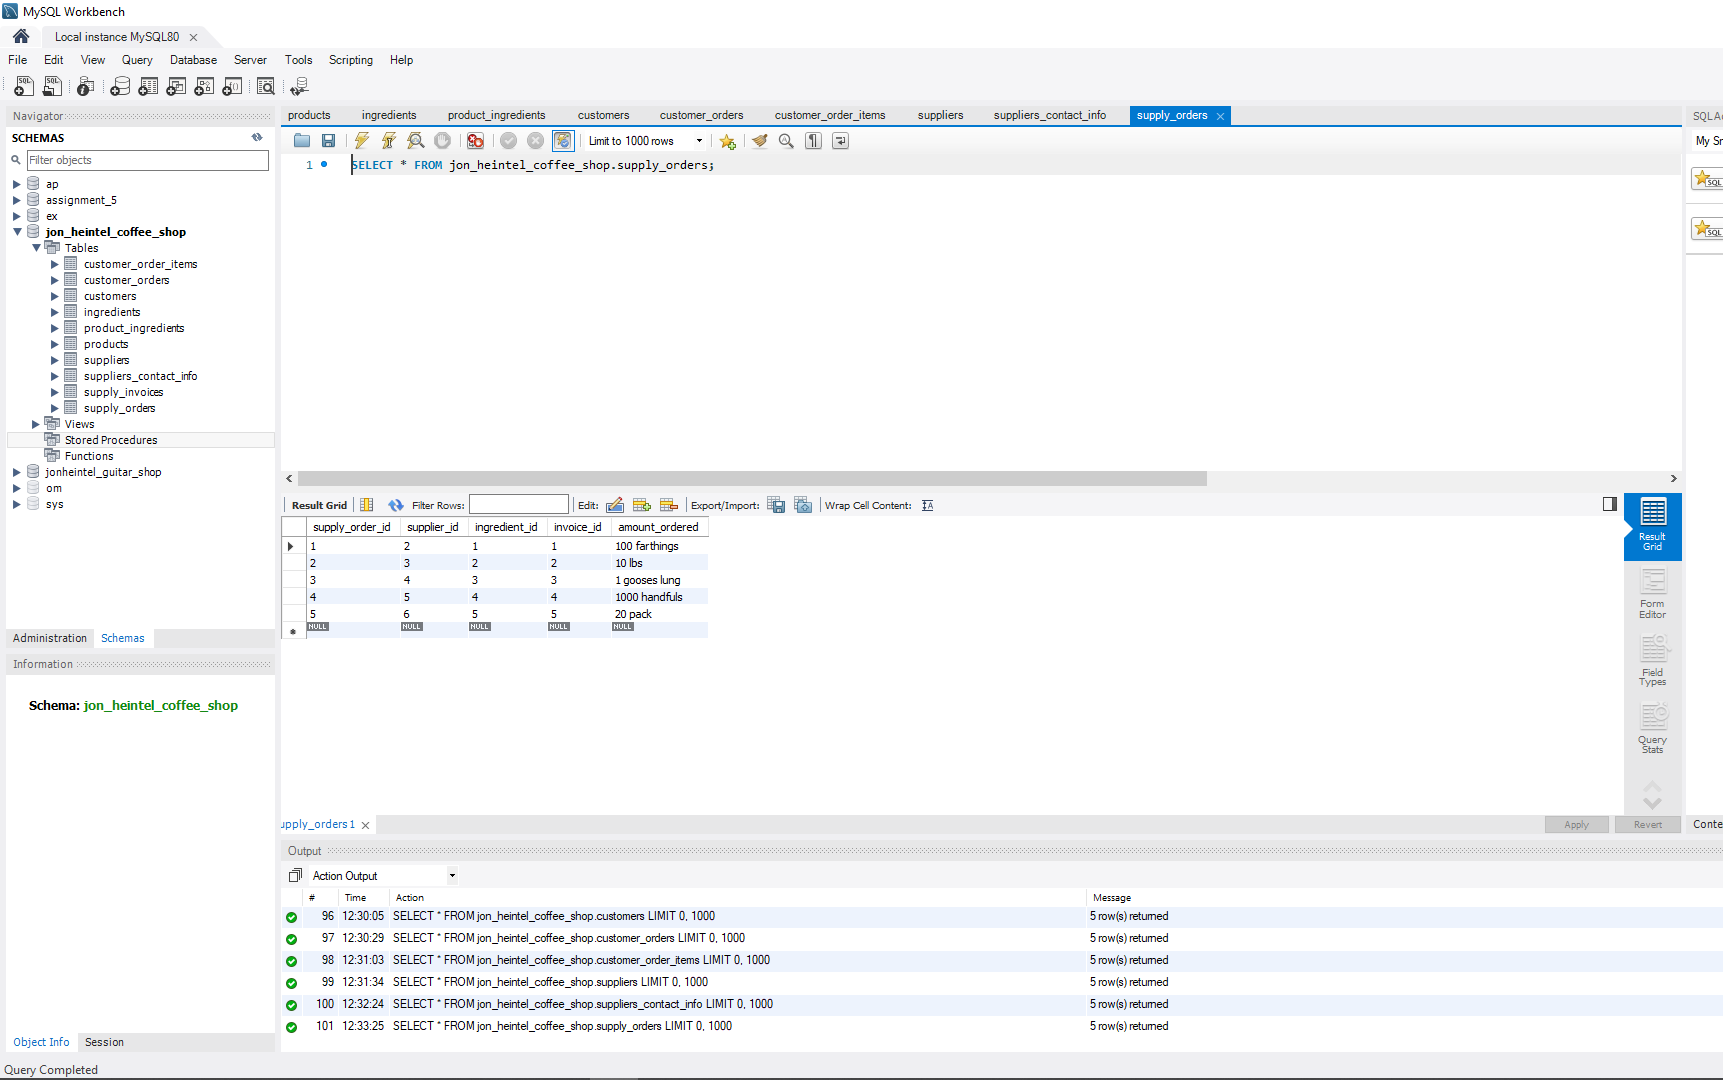 MySQL Workbench
Local instance MySQL80
File Edit View Query Database Server Tools Scripting Help
Navigator
SCHEMAS
Filter objects
ap
assignment_5
ex
jon_heintel_coffee_shop
Tables
customer_order_items
customer_orders
customers
ingredients
product_ingredients
products
suppliers
suppliers_contact_info
supply_invoices
supply_orders
Views
Stored Procedures
Functions
jonheintel_guitar_shop
om
sys
Administration Schemas
Information
Schema: jon_heintel_coffee_shop
Object Info Session
products ingredients product_ingredients customers customer_orders customer_order_items suppliers suppliers_contact_info supply_orders
Limit to 1000 rows
1 SELECT * FROM jon_heintel_coffee_shop.supply_orders;
Result Grid Filter Rows: Edit: Export/Import: Wrap Cell Content:
supply_order_id supplier_id ingredient_id invoice_id amount_ordered
1 2 1 1 100 farthings
2 3 2 2 10 lbs
3 4 3 3 1 gooses lung
4 5 4 4 1000 handfuls
5 6 5 5 20 pack
NULL NULL NULL NULL NULL
Result
Grid
Form
Editor
Field
Types
Query
Stats
upply_orders 1
Apply Revert
Output
Action Output
# Time Action Message
96 12:30:05 SELECT * FROM jon_heintel_coffee_shop.customers LIMIT 0, 1000 5 row(s) returned
97 12:30:29 SELECT * FROM jon_heintel_coffee_shop.customer_orders LIMIT 0, 1000 5 row(s) returned
98 12:31:03 SELECT * FROM jon_heintel_coffee_shop.customer_order_items LIMIT 0, 1000 5 row(s) returned
99 12:31:34 SELECT * FROM jon_heintel_coffee_shop.suppliers LIMIT 0, 1000 5 row(s) returned
100 12:32:24 SELECT * FROM jon_heintel_coffee_shop.suppliers_contact_info LIMIT 0, 1000 5 row(s) returned
101 12:33:25 SELECT * FROM jon_heintel_coffee_shop.supply_orders LIMIT 0, 1000 5 row(s) returned
SQLA
My Sr
SQL
SQL
Conte
Query Completed